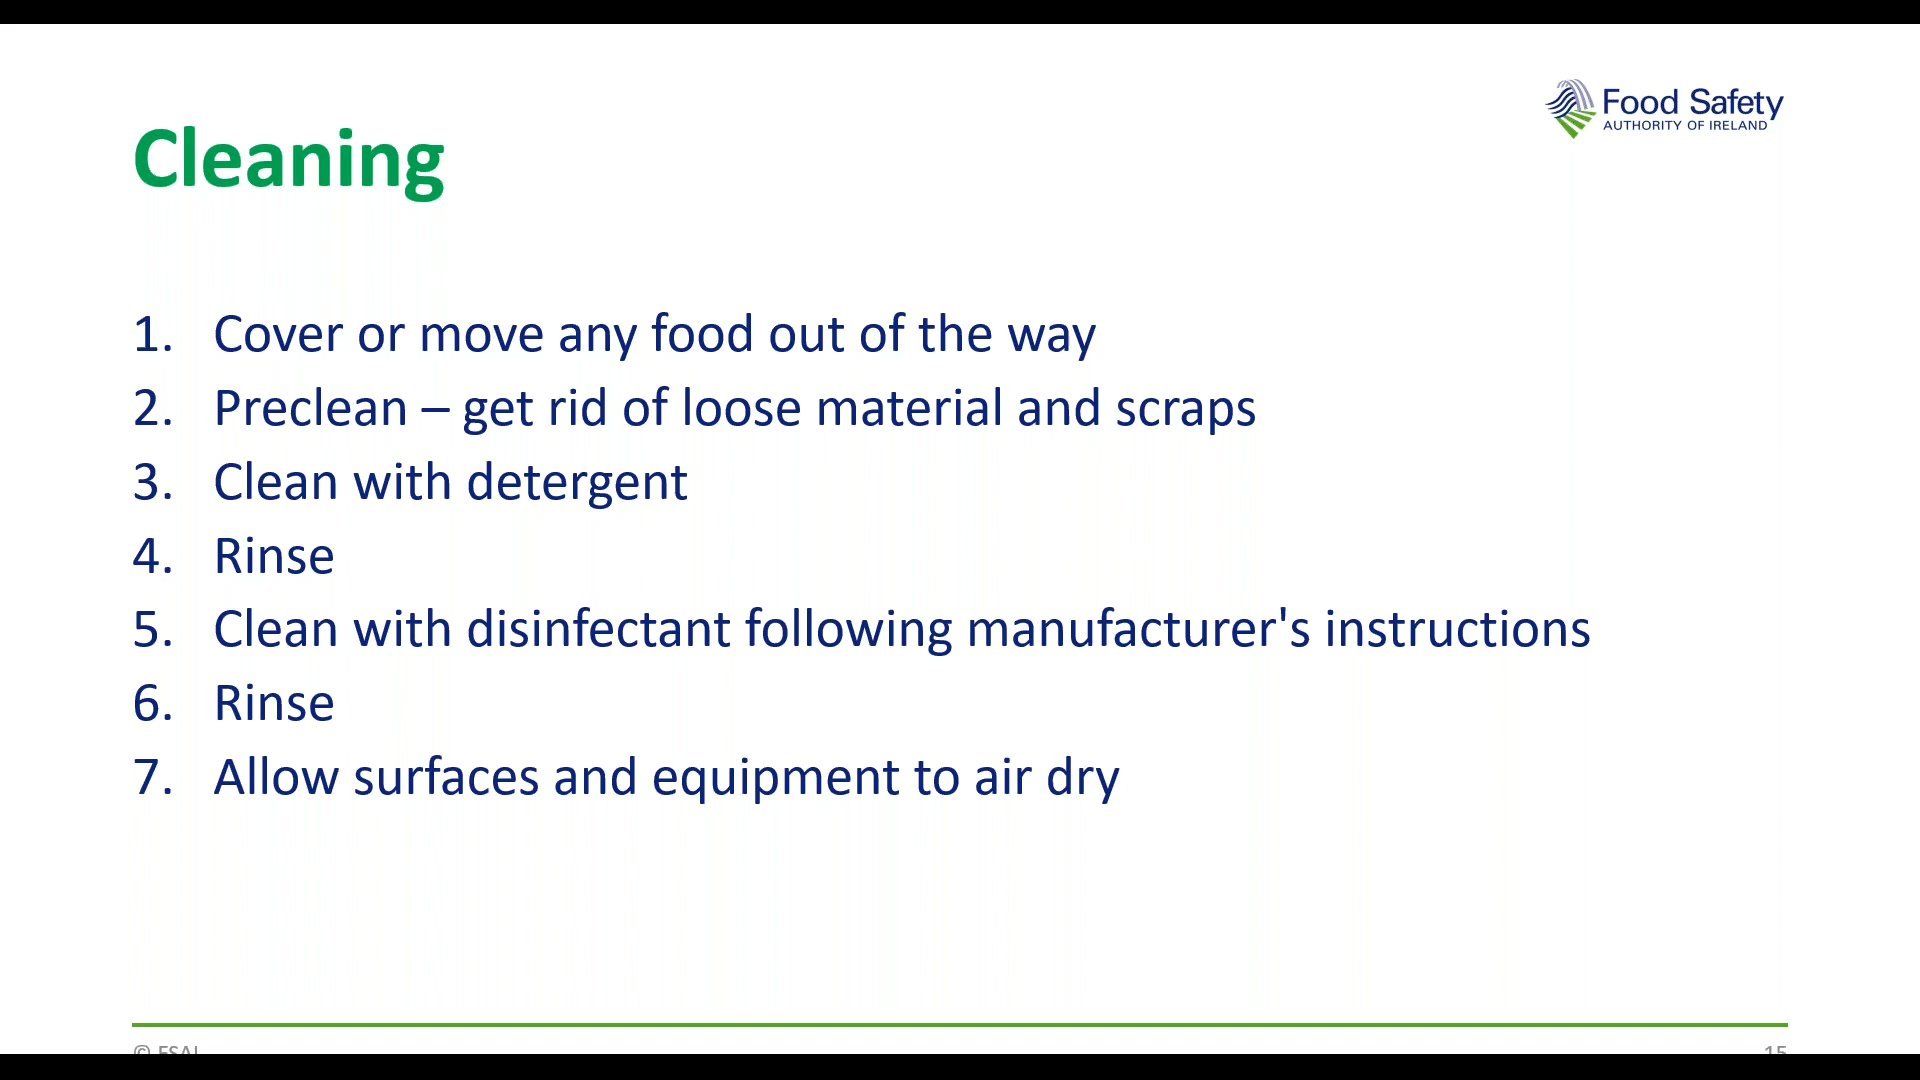 Food Safety
AUTHORITY OF IRELAND
Cleaning
1. Cover or move any food out of the way
2. Preclean – get rid of loose material and scraps
3. Clean with detergent
4. Rinse
5. Clean with disinfectant following manufacturer's instructions
6. Rinse
7. Allow surfaces and equipment to air dry
© FSAI
15